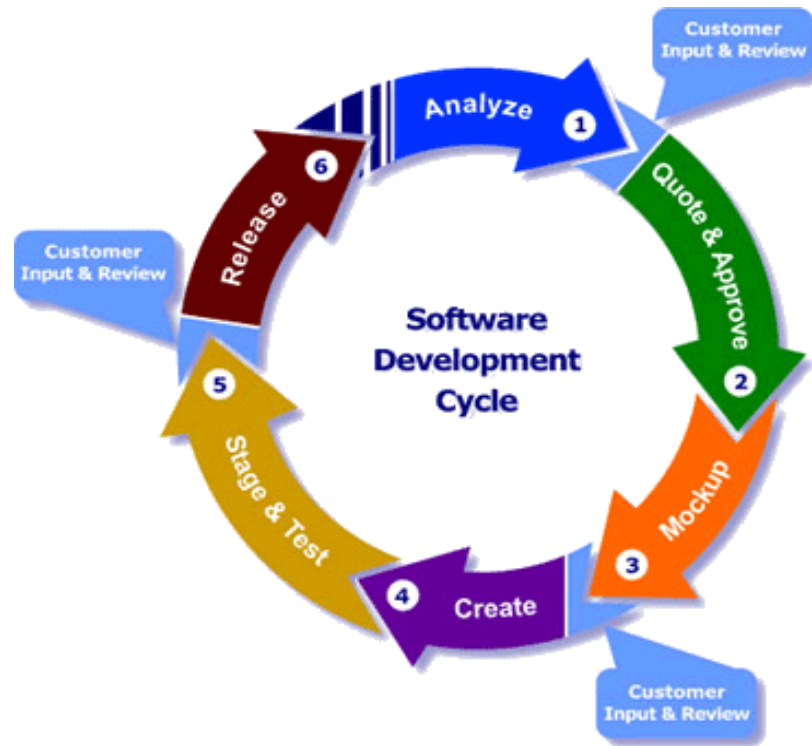 Customer
Input & Review
Analyze
1
Quote & Approve
2
Mockup
3
Customer
Input & Review
Create
4
Stage & Test
5
Customer
Input & Review
Release
6
Software
Development
Cycle